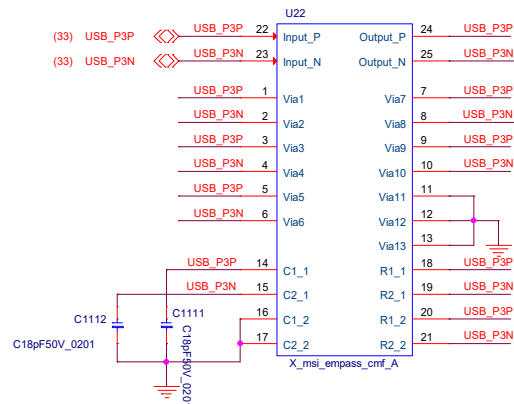 U22
(33) USB_P3P USB_P3P 22 Input_P Output_P 24 USB_P3P
(33) USB_P3N USB_P3N 23 Input_N Output_N 25 USB_P3N
USB_P3P 1 Via1 Via7 7 USB_P3P
USB_P3N 2 Via2 Via8 8 USB_P3N
USB_P3P 3 Via3 Via9 9 USB_P3P
USB_P3N 4 Via4 Via10 10 USB_P3N
USB_P3P 5 Via5 Via11 11
USB_P3N 6 Via6 Via12 12
Via13 13
USB_P3P 14 C1_1 R1_1 18 USB_P3P
USB_P3N 15 C2_1 R2_1 19 USB_P3N
16 C1_2 R1_2 20 USB_P3P
17 C2_2 R2_2 21 USB_P3N
C1112 C1111
C18pF50V_0201
C18pF50V_020
X_msi_empass_cmf_A